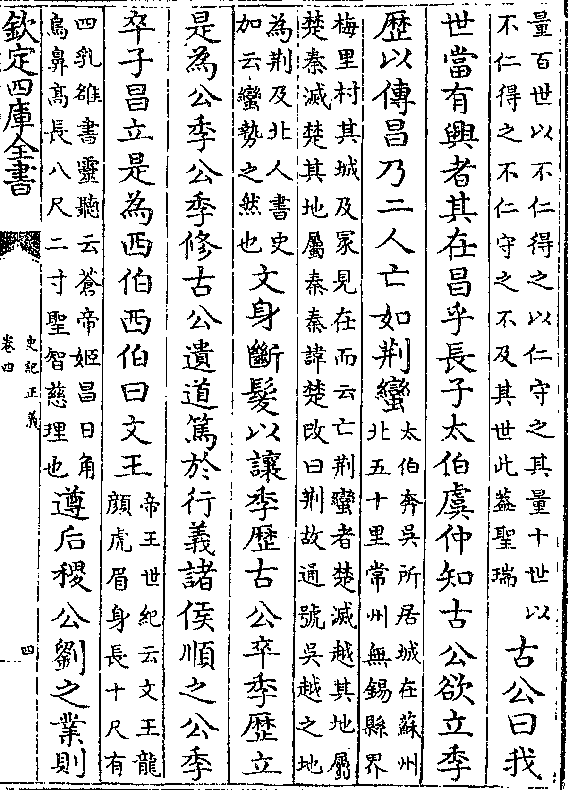 量百世以不仁得之以仁守之其量十世以
不仁得之不仁守之不及其世此葢聖瑞
古公曰我
世當有興者其在昌乎長子太伯虞仲知古公欲立季
歴以傳昌乃二人亡如荆蠻
太伯奔吳所居城在蘇州
北五十里常州無錫縣界
梅里村其城及冢見在而云亡荆蠻者楚滅越其地屬
楚秦滅楚其地屬秦秦諱楚改曰荆故通號吳越之地
為荆及北人書史
加云蠻勢之然也
文身斷髮以讓季歴古公卒季歴立
是為公季公季修古公遺道篤於行義諸侯順之公季
卒子昌立是為西伯西伯曰文王
帝王世紀云文王龍
顔虎眉身長十尺有
四乳雒書靈聽云蒼帝姬昌日角
鳥鼻高長八尺二寸聖智慈理也
遵后稷公劉之業則
欽定四庫全書
史記正義
卷四
四